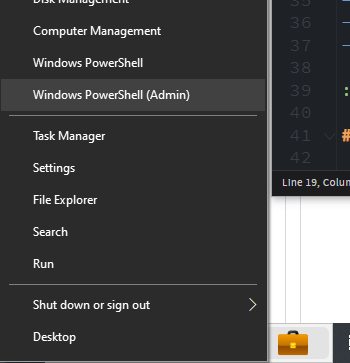 Disk Management
Computer Management
Windows PowerShell
Windows PowerShell (Admin)
Task Manager
Settings
File Explorer
Search
Run
Shut down or sign out
Desktop
35
36
37
38
39 :
40
41 #
42
Line 19, Colum